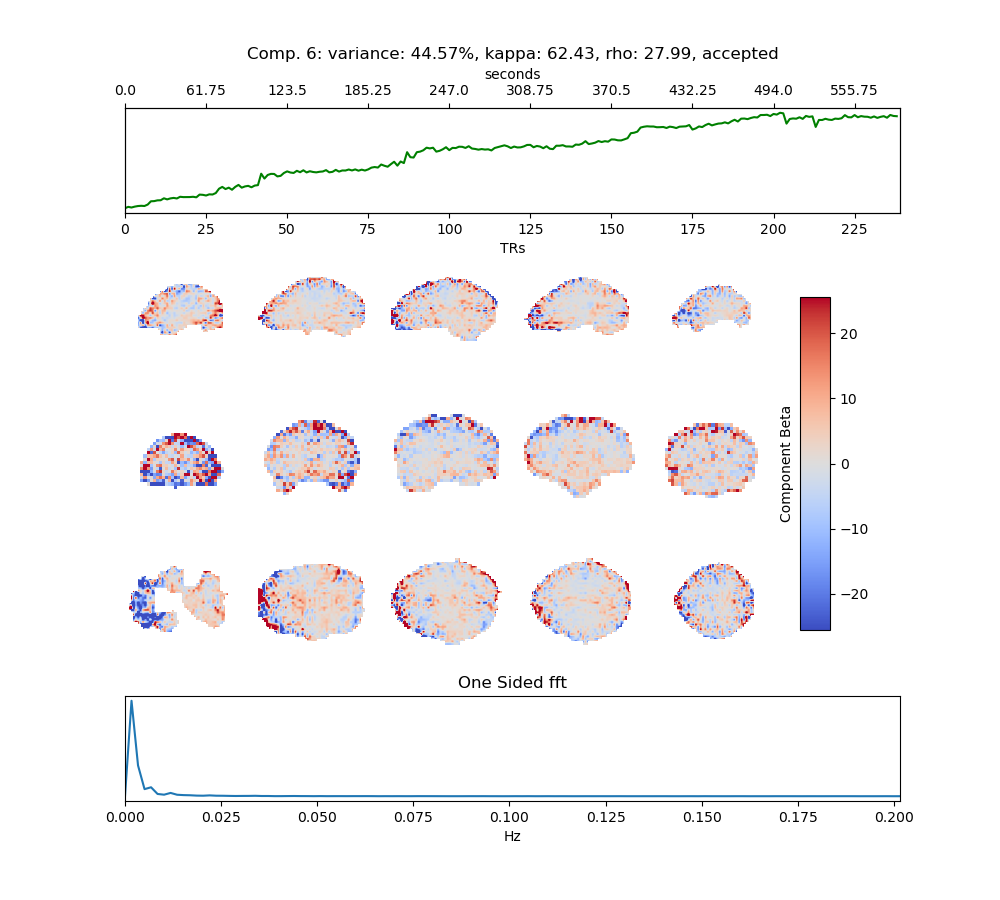 Comp. 6: variance: 44.57%, kappa: 62.43, rho: 27.99, accepted
seconds
0.0 61.75 123.5 185.25 247.0 308.75 370.5 432.25 494.0 555.75
0 25 50 75 100 125 150 175 200 225
TRs
20
10
0
−10
−20
Component Beta
One Sided fft
0.000 0.025 0.050 0.075 0.100 0.125 0.150 0.175 0.200
Hz